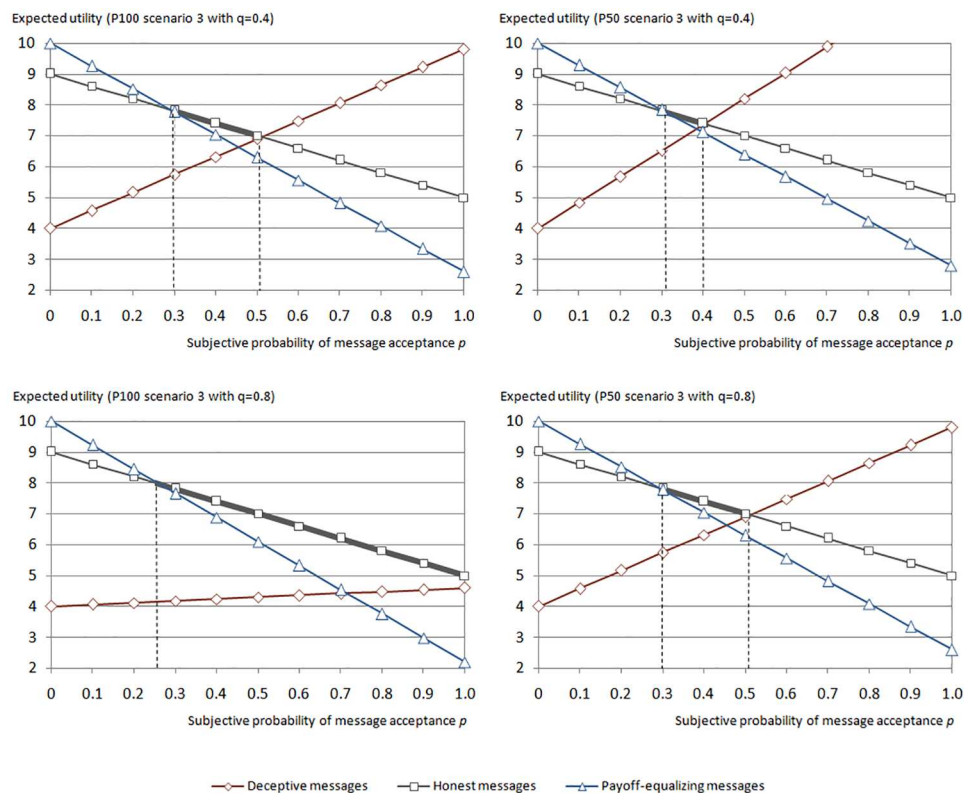 Expected utility (P100 scenario 3 with q=0.4)
10
9
8
7
6
5
4
3
2
0 0.1 0.2 0.3 0.4 0.5 0.6 0.7 0.8 0.9 1.0
Subjective probability of message acceptance p
Expected utility (P50 scenario 3 with q=0.4)
10
9
8
7
6
5
4
3
2
0 0.1 0.2 0.3 0.4 0.5 0.6 0.7 0.8 0.9 1.0
Subjective probability of message acceptance p
Expected utility (P100 scenario 3 with q=0.8)
10
9
8
7
6
5
4
3
2
0 0.1 0.2 0.3 0.4 0.5 0.6 0.7 0.8 0.9 1.0
Subjective probability of message acceptance p
Expected utility (P50 scenario 3 with q=0.8)
10
9
8
7
6
5
4
3
2
0 0.1 0.2 0.3 0.4 0.5 0.6 0.7 0.8 0.9 1.0
Subjective probability of message acceptance p
Deceptive messages Honest messages Payoff-equalizing messages